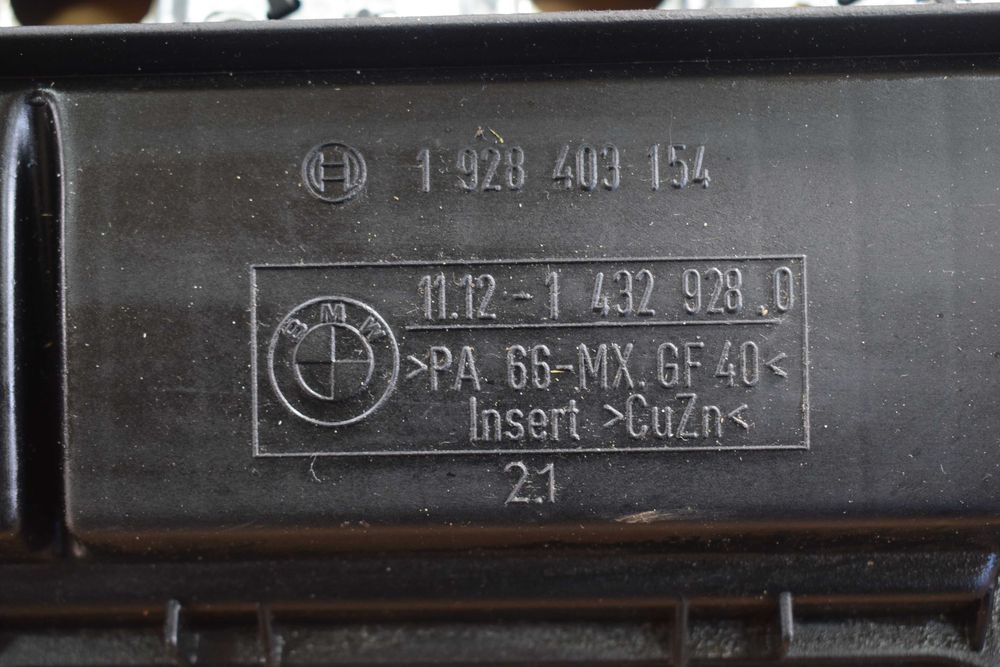 1 928 403 154
11.12-1 432 928.0
BMW
>PA 66-MX.GF 40<
Insert >CuZn<
2.1